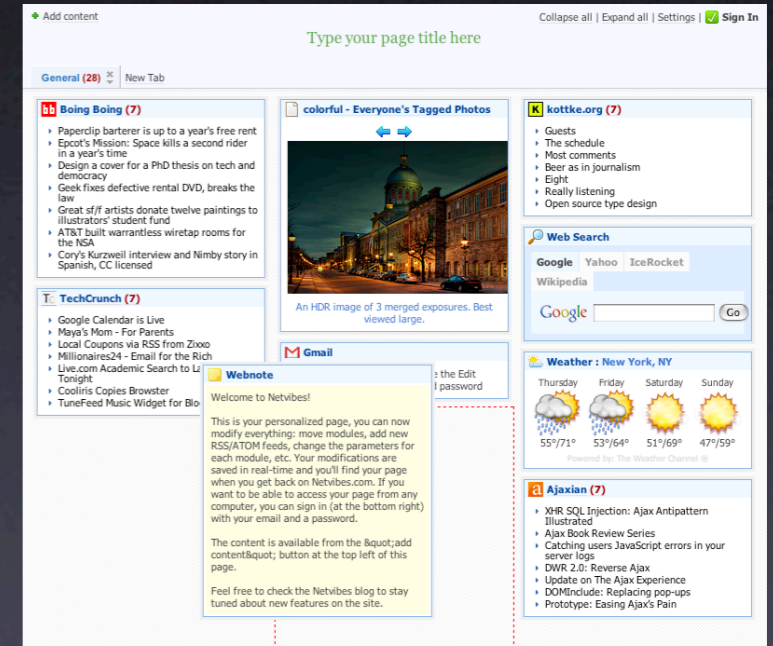 Add content
Collapse all | Expand all | Settings | Sign In
Type your page title here
General (28)
New Tab
bb Boing Boing (7)
Paperclip barterer is up to a year's free rent
Epcot's Mission: Space kills a second rider
in a year's time
Design a cover for a PhD thesis on tech and
democracy
Geek fixes defective rental DVD, breaks the
law
Great sf/f artists donate twelve paintings to
illustrators' student fund
AT&T built warrantless wiretap rooms for
the NSA
Cory's Kurzweil interview and Nimby story in
Spanish, CC licensed
TC TechCrunch (7)
Google Calendar is Live
Maya's Mom - For Parents
Local Coupons via RSS from Zixxo
Millionaires24 - Email for the Rich
Live.com Academic Search to La
Tonight
Cooliris Copies Browster
TuneFeed Music Widget for Blo
colorful - Everyone's Tagged Photos
An HDR image of 3 merged exposures. Best
viewed large.
Gmail
the Edit
password
Webnote
Welcome to Netvibes!
This is your personalized page, you can now
modify everything: move modules, add new
RSS/ATOM feeds, change the parameters for
each module, etc. Your modifications are
saved in real-time and you'll find your page
when you get back on Netvibes.com. If you
want to be able to access your page from any
computer, you can sign in (at the bottom right)
with your email and a password.
The content is available from the &quot;add
content&quot; button at the top left of this
page.
Feel free to check the Netvibes blog to stay
tuned about new features on the site.
K kottke.org (7)
Guests
The schedule
Most comments
Beer as in journalism
Eight
Really listening
Open source type design
Web Search
Google Yahoo IceRocket
Wikipedia
Google Go
Weather : New York, NY
Thursday Friday Saturday Sunday
55°/71° 53°/64° 51°/69° 47°/59°
Powered by: The Weather Channel ®
a Ajaxian (7)
XHR SQL Injection: Ajax Antipattern
Illustrated
Ajax Book Review Series
Catching users JavaScript errors in your
server logs
DWR 2.0: Reverse Ajax
Update on The Ajax Experience
DOMInclude: Replacing pop-ups
Prototype: Easing Ajax's Pain